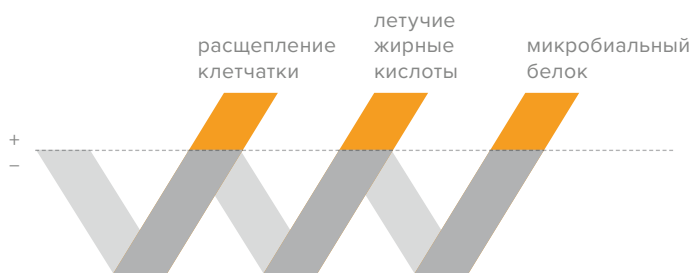 расщепление
клетчатки
летучие
жирные
кислоты
микробиальный
белок
+
–